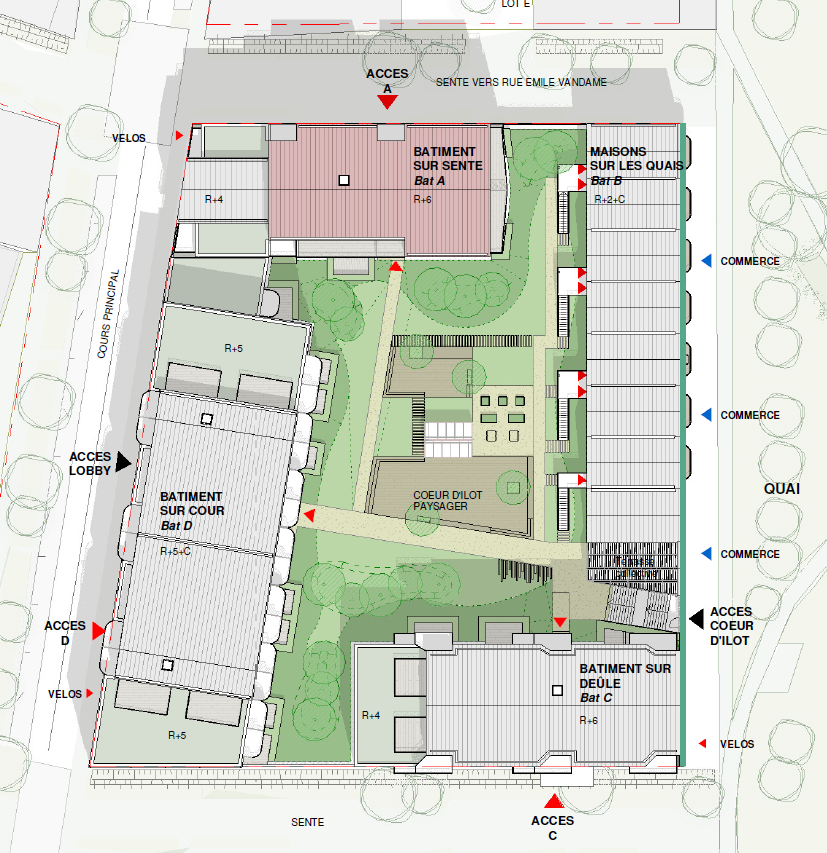 LOT E
ACCES
A
SENTE VERS RUE EMILE VANDAME
VELOS
BATIMENT
SUR SENTE
Bat A
R+6
R+4
MAISONS
SUR LES QUAIS
Bat B
R+2+C
COMMERCE
COURS PRINCIPAL
R+5
COMMERCE
ACCES
LOBBY
BATIMENT
SUR COUR
Bat D
R+5+C
COEUR D'ILOT
PAYSAGER
QUAI
COMMERCE
ACCES
COEUR
D'ILOT
ACCES
D
VELOS
R+5
R+4
BATIMENT SUR
DEÛLE
Bat C
R+6
VELOS
SENTE
ACCES
C